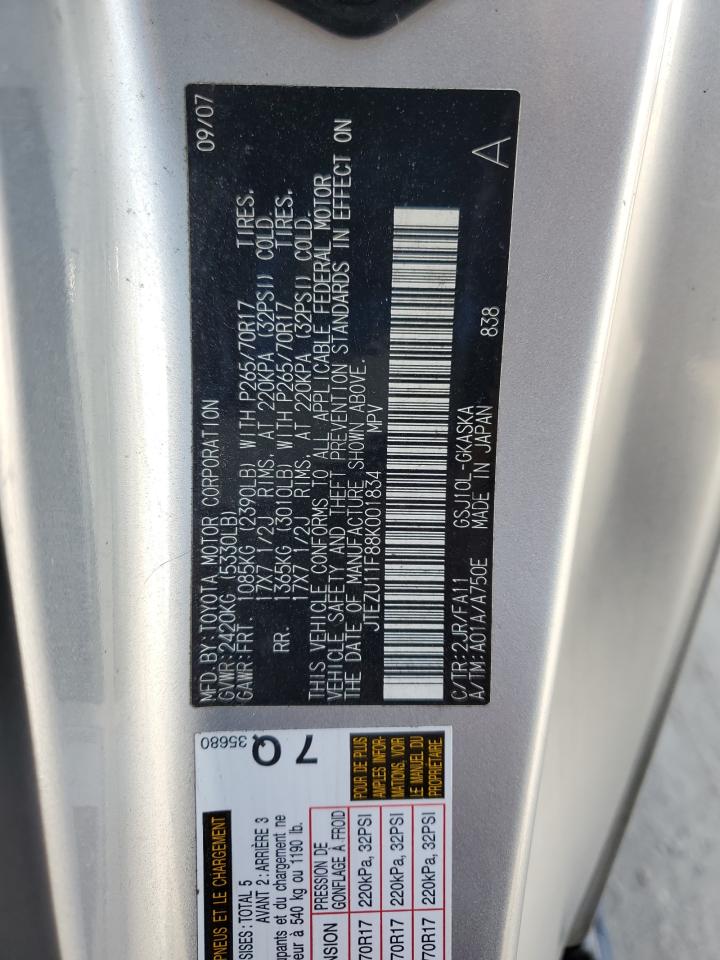 MFD.BY:TOYOTA MOTOR CORPORATION 09/07
GVWR:2420KG (5330LB)
GAWR:FRT. 1085KG (2390LB) WITH P265/70R17 TIRES.
17X7 1/2J RIMS, AT 220KPA (32PSI) COLD.
RR. 1365KG (3010LB) WITH P265/70R17 TIRES.
17X7 1/2J RIMS, AT 220KPA (32PSI) COLD.
THIS VEHICLE CONFORMS TO ALL APPLICABLE FEDERAL MOTOR
VEHICLE SAFETY AND THEFT PREVENTION STANDARDS IN EFFECT ON
THE DATE OF MANUFACTURE SHOWN ABOVE.
JTEZU11F88K001834 MPV
C/TR:2JR/FA11 GSJ10L-GKASKA
A/TM:A01A/A750E MADE IN JAPAN 838 A
35680
7 Q
PNEUS ET LE CHARGEMENT
SISES:TOTAL 5
AVANT 2:ARRIÈRE 3
upants et du chargement ne
eur à 540 kg ou 1190 lb.
NSION PRESSION DE
GONFLAGE À FROID
70R17 220kPa, 32PSI
70R17 220kPa, 32PSI
70R17 220kPa, 32PSI
POUR DE PLUS
AMPLES INFOR-
MATIONS, VOIR
LE MANUEL DU
PROPRIÉTAIRE